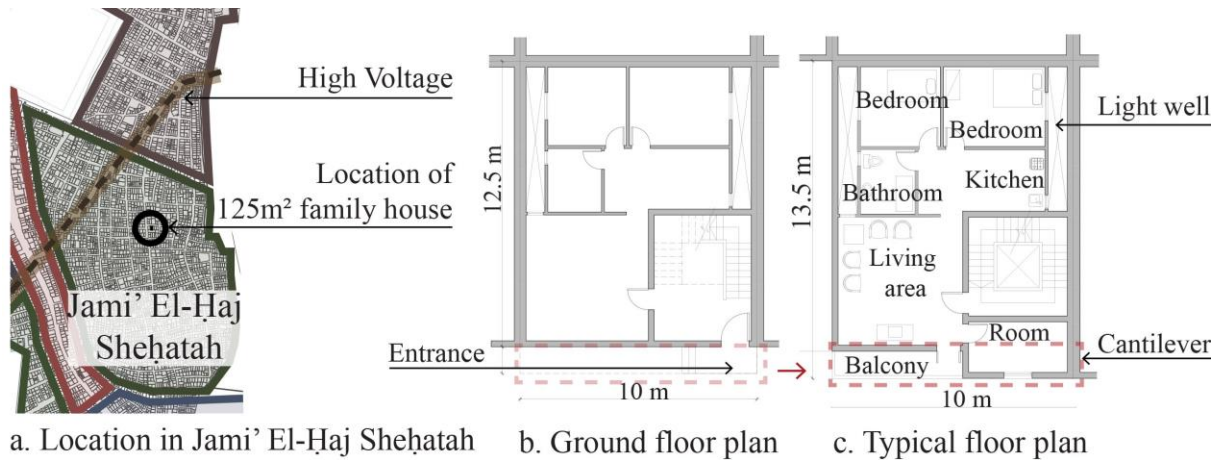 High Voltage
Location of
125m² family house
Jami’ El-Ḥaj
Sheḥatah
Entrance
12.5 m
10 m
13.5 m
Bedroom
Bedroom
Bathroom
Kitchen
Living
area
Room
Balcony
10 m
Light well
Cantilever
a. Location in Jami’ El-Ḥaj Sheḥatah
b. Ground floor plan
c. Typical floor plan